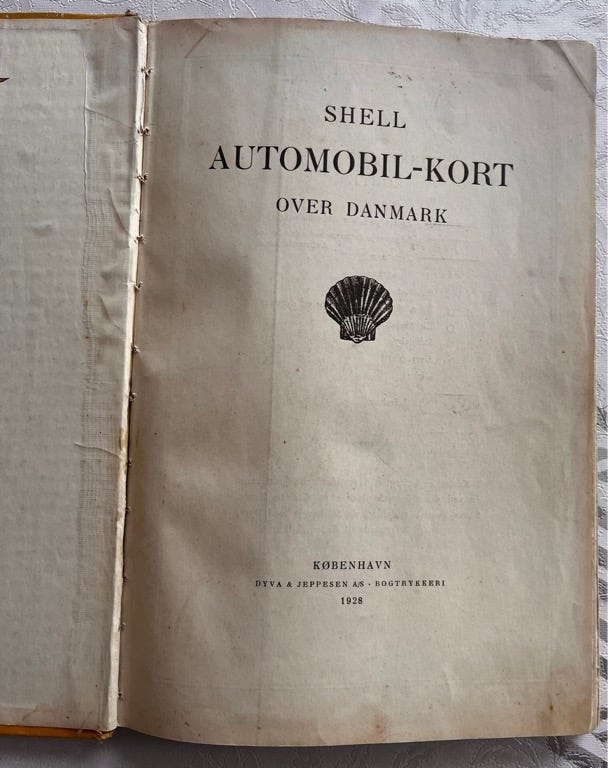 SHELL
AUTOMOBIL-KORT
OVER DANMARK
KØBENHAVN
DYVA & JEPPESEN A/S · BOGTRYKKERI
1928